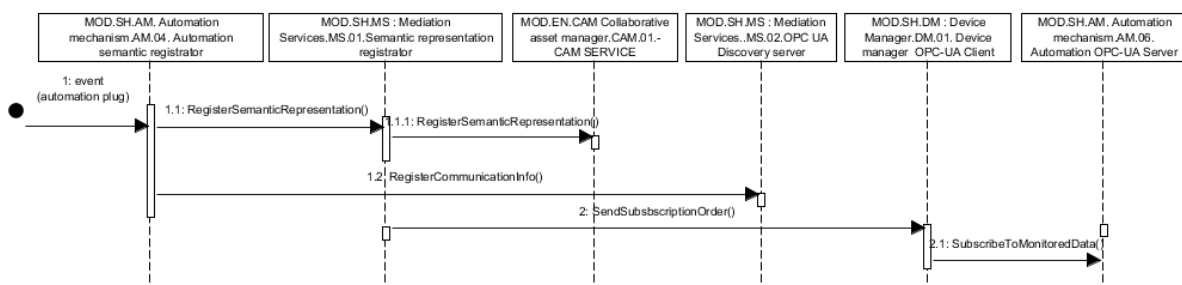 MOD.SH.AM. Automation
mechanism.AM.04. Automation
semantic registrator
MOD.SH.MS : Mediation
Services.MS.01.Semantic representation
registrator
MOD.EN.CAM Collaborative
asset manager.CAM.01.-
CAM SERVICE
MOD.SH.MS : Mediation
Services..MS.02.OPC UA
Discovery server
MOD.SH.DM : Device
Manager.DM.01. Device
manager OPC-UA Client
MOD.SH.AM. Automation
mechanism.AM.06.
Automation OPC-UA Server
1: event
(automation plug)
1.1: RegisterSemanticRepresentation()
1.1.1: RegisterSemanticRepresentation()
1.2: RegisterCommunicationInfo()
2: SendSubsbscriptionOrder()
2.1: SubscribeToMonitoredData()